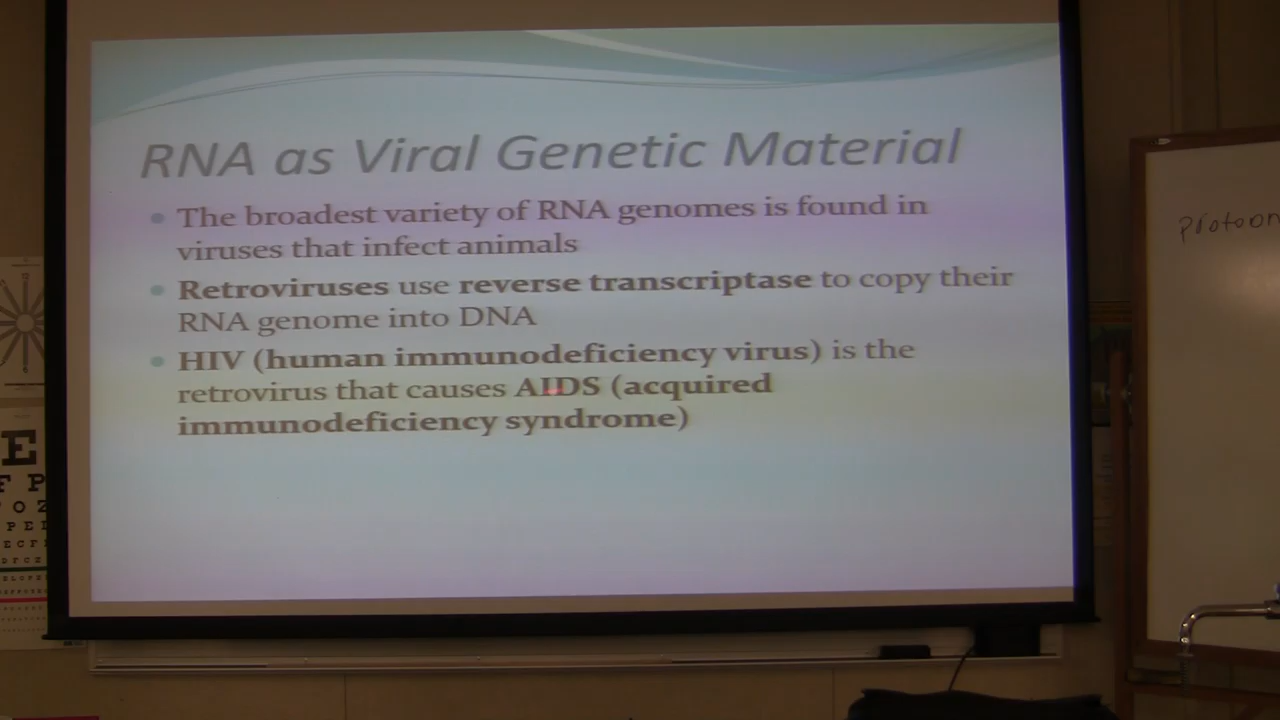 RNA as Viral Genetic Material
The broadest variety of RNA genomes is found in
viruses that infect animals
Retroviruses use reverse transcriptase to copy their
RNA genome into DNA
HIV (human immunodeficiency virus) is the
retrovirus that causes AIDS (acquired
immunodeficiency syndrome)
E
F P
O Z
P E
E C F
D F C Z